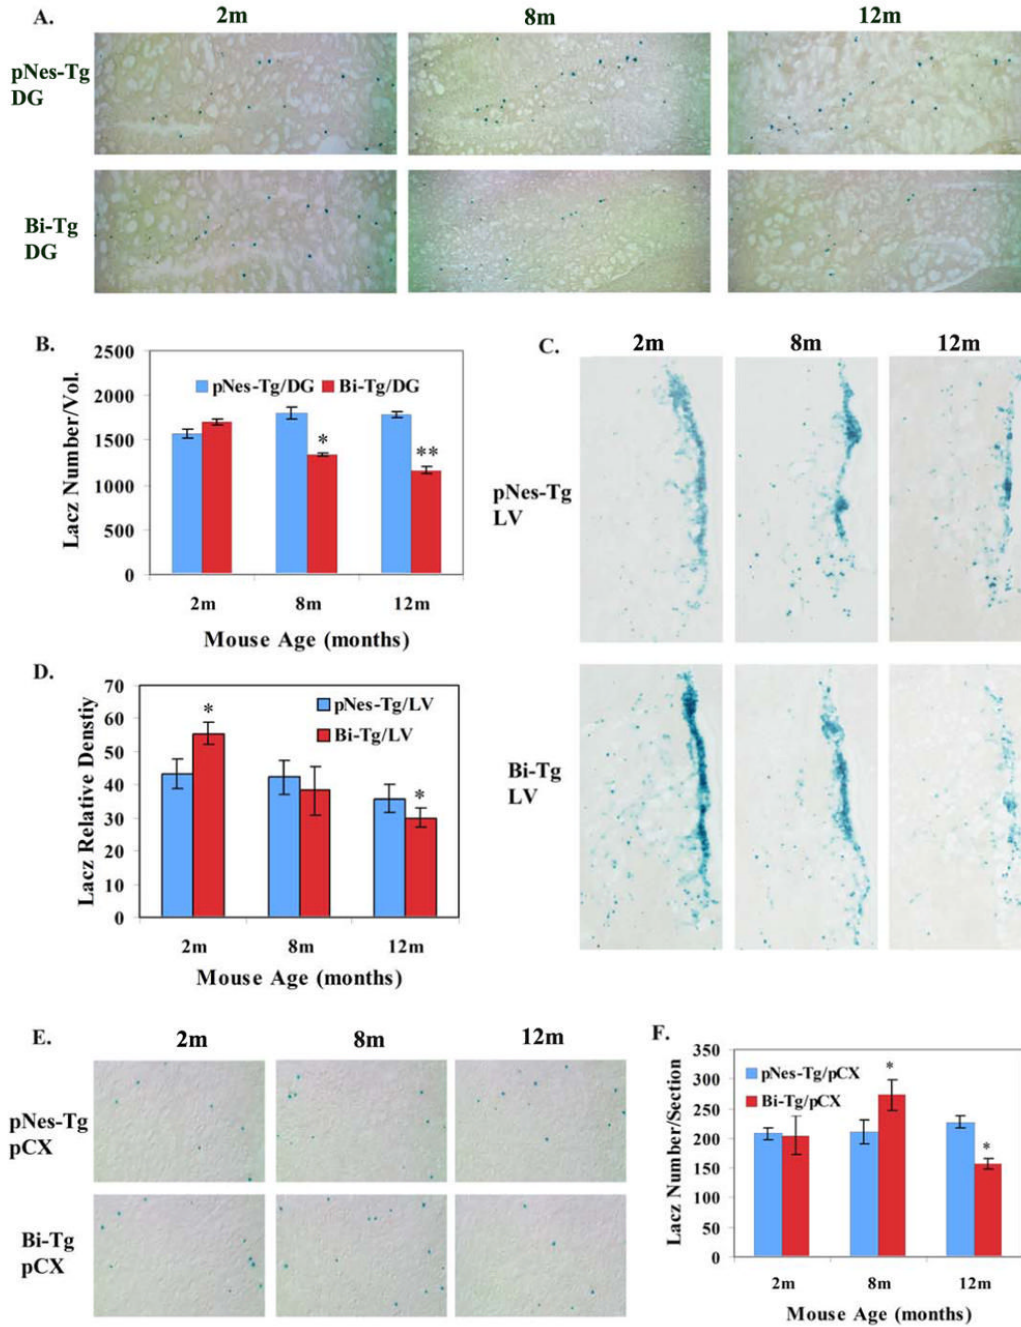 A.
2m 8m 12m
pNes-Tg
DG
Bi-Tg
DG
B.
2500
2000
1500
1000
500
0
Lacz Number/Vol.
pNes-Tg/DG Bi-Tg/DG
*
**
2m 8m 12m
Mouse Age (months)
C.
2m 8m 12m
pNes-Tg
LV
Bi-Tg
LV
D.
70
60
50
40
30
20
10
0
Lacz Relative Denstiy
pNes-Tg/LV
Bi-Tg/LV
*
*
2m 8m 12m
Mouse Age (months)
E.
2m 8m 12m
pNes-Tg
pCX
Bi-Tg
pCX
F.
350
300
250
200
150
100
50
0
Lacz Number/Section
pNes-Tg/pCX
Bi-Tg/pCX
*
*
2m 8m 12m
Mouse Age (months)